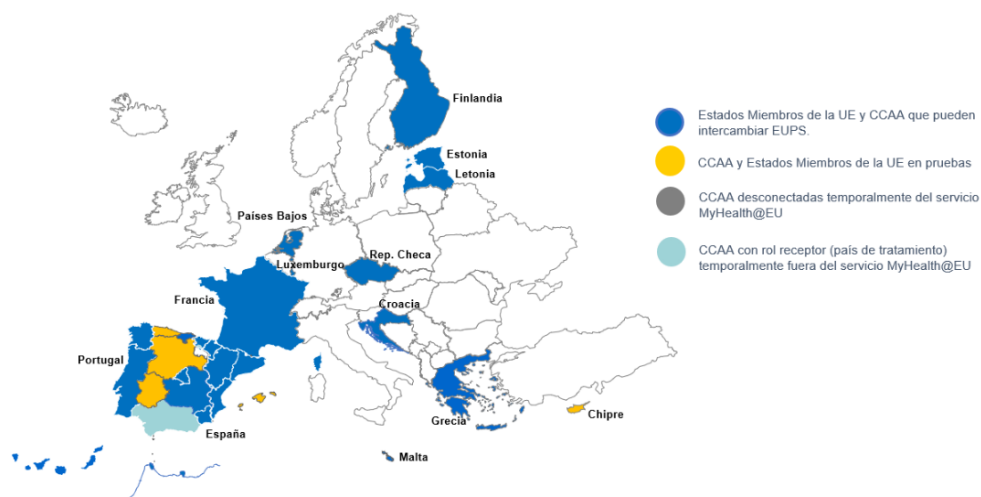 Finlandia
Estonia
Letonia
Países Bajos
Luxemburgo
Rep. Checa
Francia
Croacia
Portugal
España
Grecia
Chipre
Malta
Estados Miembros de la UE y CCAA que pueden
intercambiar EUPS.
CCAA y Estados Miembros de la UE en pruebas
CCAA desconectadas temporalmente del servicio
MyHealth@EU
CCAA con rol receptor (país de tratamiento)
temporalmente fuera del servicio MyHealth@EU